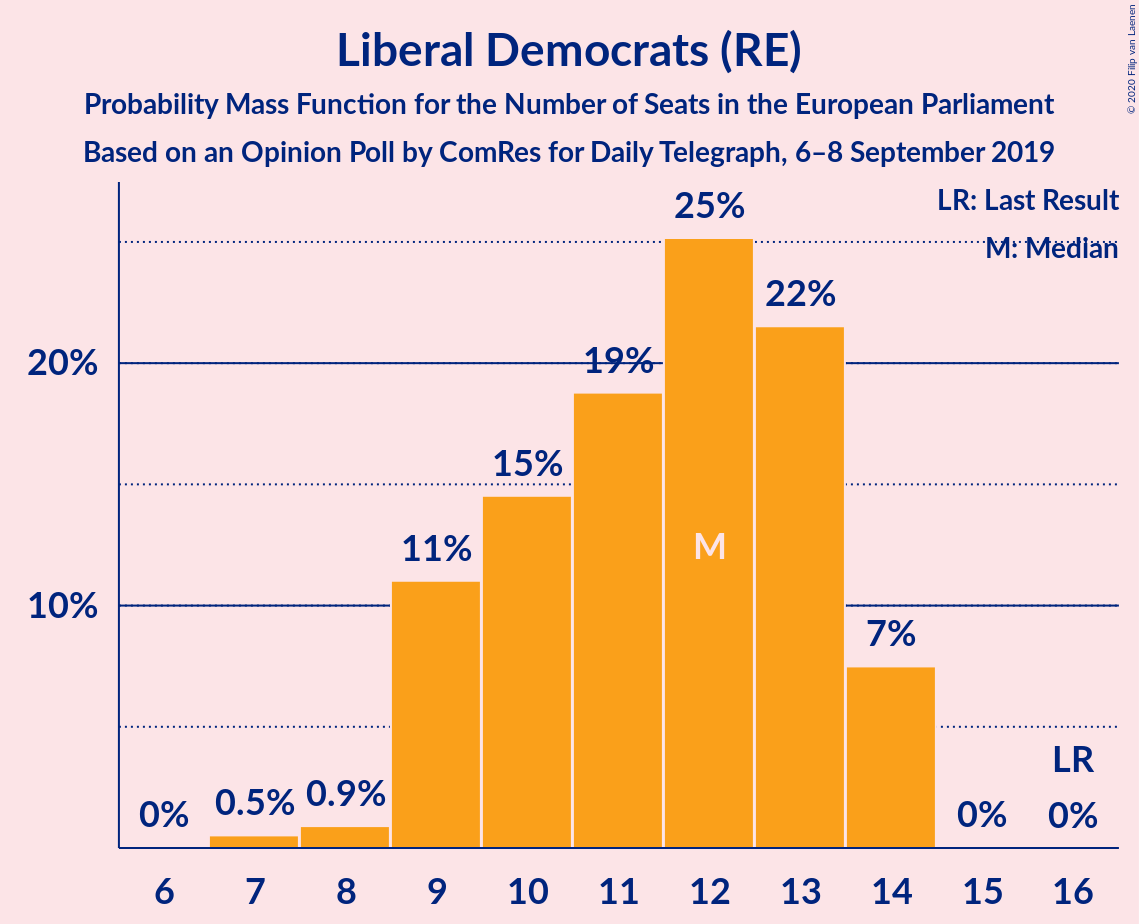 Liberal Democrats (RE)
Probability Mass Function for the Number of Seats in the European Parliament
Based on an Opinion Poll by ComRes for Daily Telegraph, 6–8 September 2019
© 2020 Filip van Laenen
LR: Last Result
M: Median
25%
22%
20%
19%
15%
M
11%
10%
7%
LR
0%
0.5%
0.9%
0%
0%
6 7 8 9 10 11 12 13 14 15 16